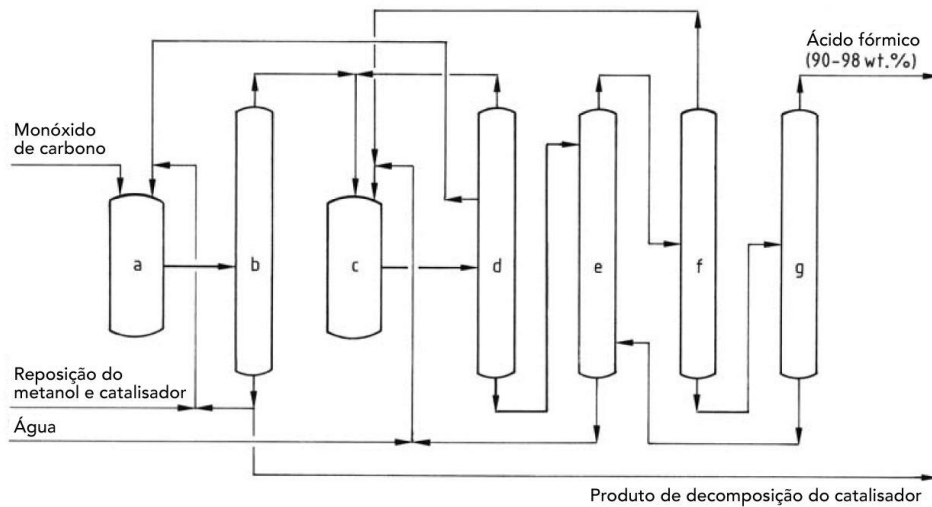 Ácido fórmico
(90–98 wt.%)
Monóxido
de carbono
a
b
c
d
e
f
g
Reposição do
metanol e catalisador
Água
Produto de decomposição do catalisador